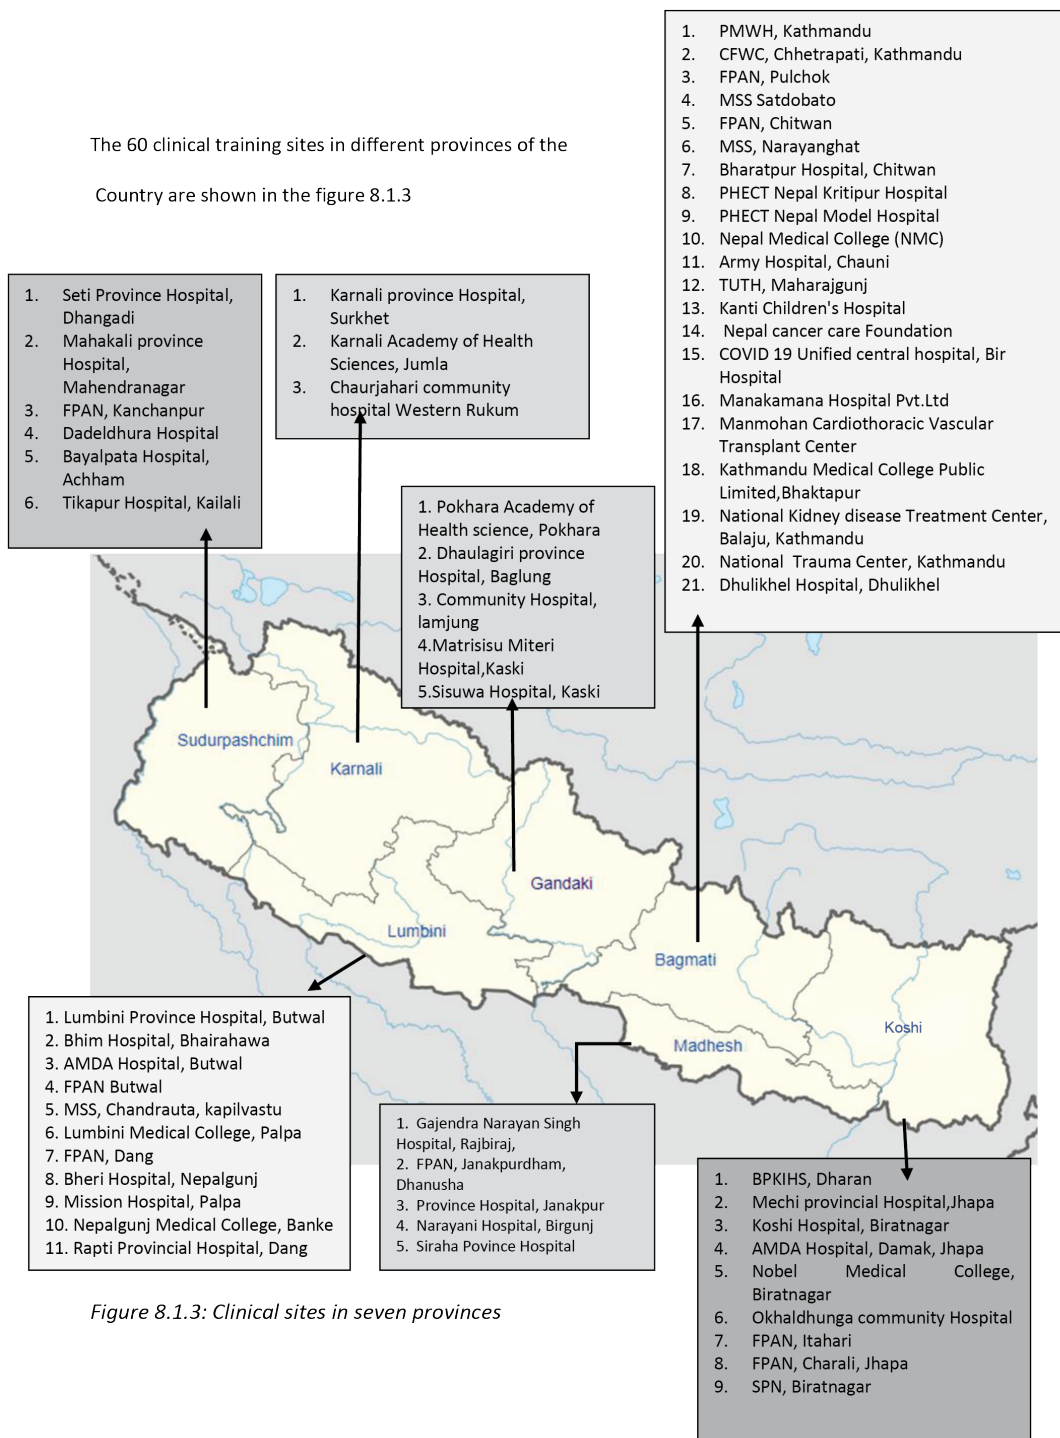 The 60 clinical training sites in different provinces of the
Country are shown in the figure 8.1.3
1. PMWH, Kathmandu
2. CFWC, Chhetrapati, Kathmandu
3. FPAN, Pulchok
4. MSS Satdobato
5. FPAN, Chitwan
6. MSS, Narayanghat
7. Bharatpur Hospital, Chitwan
8. PHECT Nepal Kritipur Hospital
9. PHECT Nepal Model Hospital
10. Nepal Medical College (NMC)
11. Army Hospital, Chauni
12. TUTH, Maharajgunj
13. Kanti Children's Hospital
14. Nepal cancer care Foundation
15. COVID 19 Unified central hospital, Bir
Hospital
16. Manakamana Hospital Pvt.Ltd
17. Manmohan Cardiothoracic Vascular
Transplant Center
18. Kathmandu Medical College Public
Limited,Bhaktapur
19. National Kidney disease Treatment Center,
Balaju, Kathmandu
20. National Trauma Center, Kathmandu
21. Dhulikhel Hospital, Dhulikhel
1. Seti Province Hospital,
Dhangadi
2. Mahakali province
Hospital,
Mahendranagar
3. FPAN, Kanchanpur
4. Dadeldhura Hospital
5. Bayalpata Hospital,
Achham
6. Tikapur Hospital, Kailali
1. Karnali province Hospital,
Surkhet
2. Karnali Academy of Health
Sciences, Jumla
3. Chaurjahari community
hospital Western Rukum
1. Pokhara Academy of
Health science, Pokhara
2. Dhaulagiri province
Hospital, Baglung
3. Community Hospital,
lamjung
4.Matrisisu Miteri
Hospital,Kaski
5.Sisuwa Hospital, Kaski
Sudurpashchim
Karnali
Gandaki
Lumbini
Bagmati
Koshi
Madhesh
1. Lumbini Province Hospital, Butwal
2. Bhim Hospital, Bhairahawa
3. AMDA Hospital, Butwal
4. FPAN Butwal
5. MSS, Chandrauta, kapilvastu
6. Lumbini Medical College, Palpa
7. FPAN, Dang
8. Bheri Hospital, Nepalgunj
9. Mission Hospital, Palpa
10. Nepalgunj Medical College, Banke
11. Rapti Provincial Hospital, Dang
1. Gajendra Narayan Singh
Hospital, Rajbiraj,
2. FPAN, Janakpurdham,
Dhanusha
3. Province Hospital, Janakpur
4. Narayani Hospital, Birgunj
5. Siraha Povince Hospital
1. BPKIHS, Dharan
2. Mechi provincial Hospital,Jhapa
3. Koshi Hospital, Biratnagar
4. AMDA Hospital, Damak, Jhapa
5. Nobel Medical College,
Biratnagar
6. Okhaldhunga community Hospital
7. FPAN, Itahari
8. FPAN, Charali, Jhapa
9. SPN, Biratnagar
Figure 8.1.3: Clinical sites in seven provinces